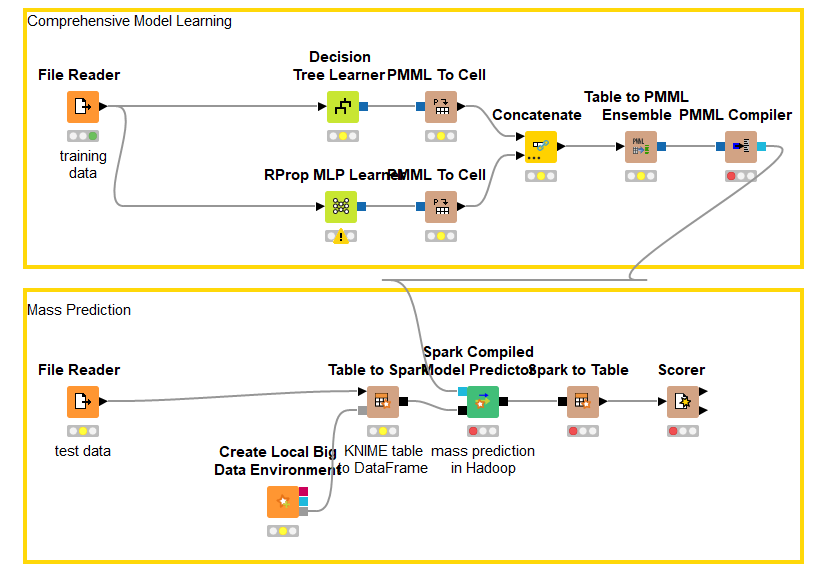 Comprehensive Model Learning
File Reader
training
data
Decision
Tree Learner
PMML To Cell
RProp MLP Learner
PMML To Cell
Concatenate
Table to PMML
Ensemble
PMML Compiler
Mass Prediction
File Reader
test data
Create Local Big
Data Environment
Table to Spark
KNIME table
to DataFrame
Spark Compiled
Model Predictor
mass prediction
in Hadoop
Spark to Table
Scorer